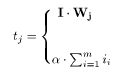 t_j = { I · W_j
α · ∑_{i=1}^{m} i_i